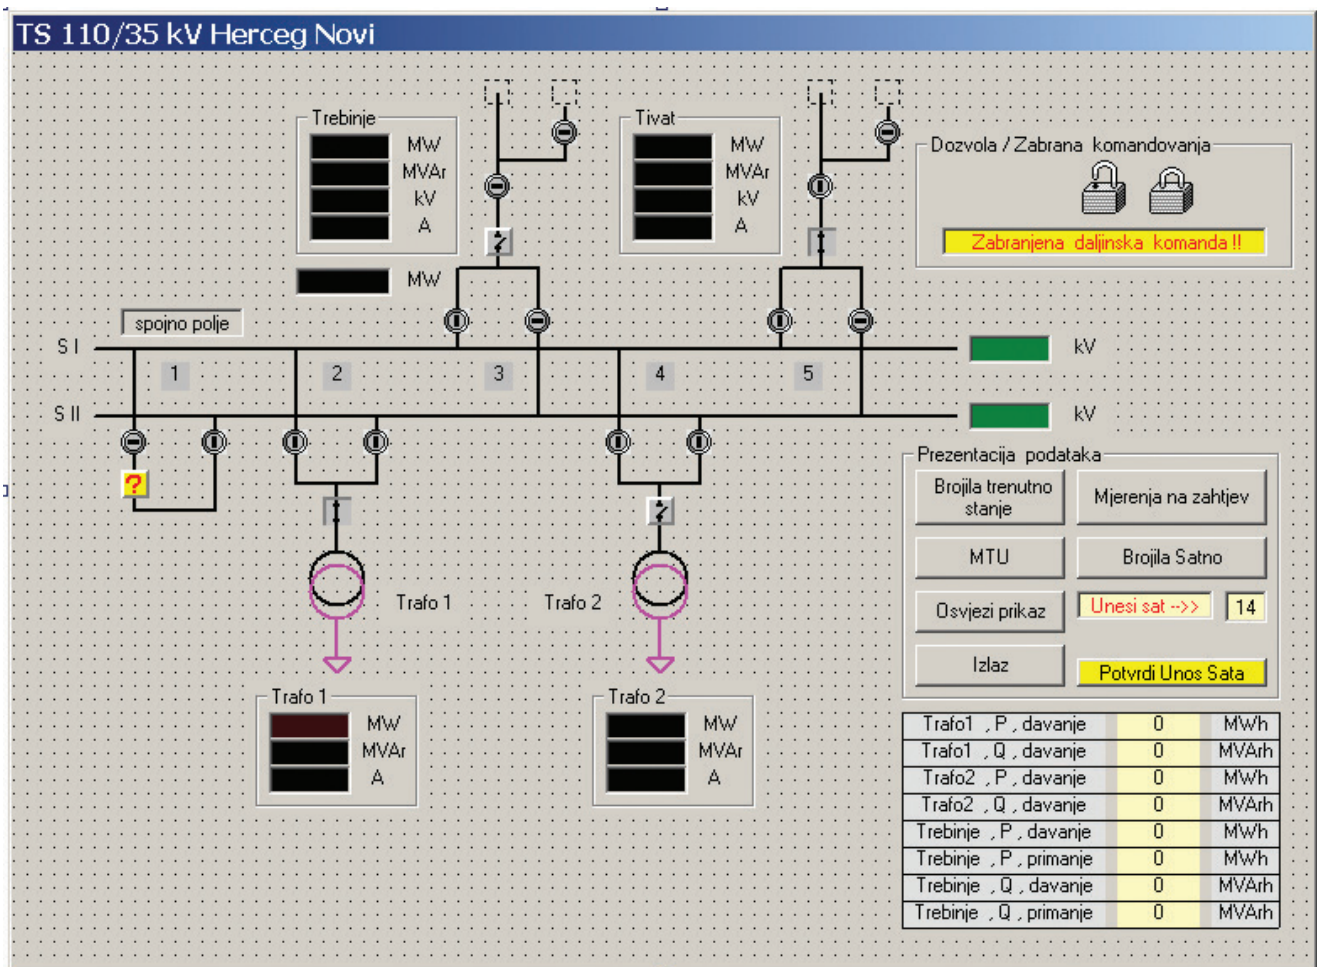 TS 110/35 kV Herceg Novi
Trebinje
MW
MVAr
kV
A
MW
Tivat
MW
MVAr
kV
A
Dozvola / Zabrana komandovanja
Zabranjena daljinska komanda !!
spojno polje
S I
kV
1 2 3 4 5
S II
kV
?
Trafo 1
Trafo 2
Prezentacija podataka
Brojila trenutno
stanje
Mjerenja na zahtjev
MTU
Brojila Satno
Osvjezi prikaz
Unesi sat -->>
14
Izlaz
Potvrdi Unos Sata
Trafo 1
MW
MVAr
A
Trafo 2
MW
MVAr
A
Trafo1 , P , davanje 0 MWh
Trafo1 , Q , davanje 0 MVArh
Trafo2 , P , davanje 0 MWh
Trafo2 , Q , davanje 0 MVArh
Trebinje , P , davanje 0 MWh
Trebinje , P , primanje 0 MWh
Trebinje , Q , davanje 0 MVArh
Trebinje , Q , primanje 0 MVArh